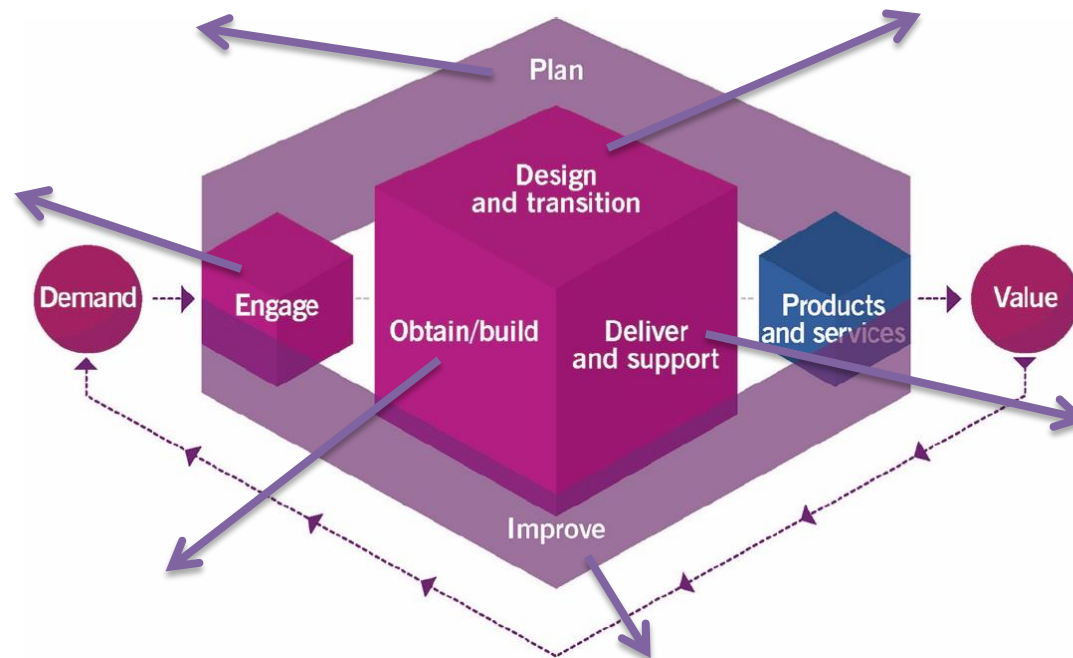 Plan
Design
and transition
Demand
Engage
Obtain/build
Deliver
and support
Products
and services
Value
Improve